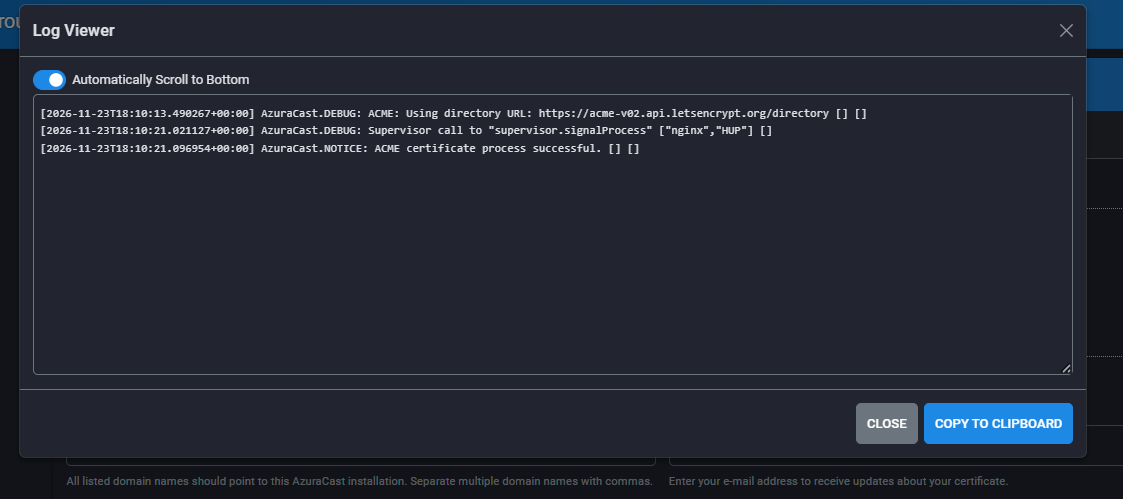 Log Viewer
Automatically Scroll to Bottom
[2026-11-23T18:10:13.490267+00:00] AzuraCast.DEBUG: ACME: Using directory URL: https://acme-v02.api.letsencrypt.org/directory [] []
[2026-11-23T18:10:21.021127+00:00] AzuraCast.DEBUG: Supervisor call to "supervisor.signalProcess" ["nginx","HUP"] []
[2026-11-23T18:10:21.096954+00:00] AzuraCast.NOTICE: ACME certificate process successful. [] []
CLOSE
COPY TO CLIPBOARD
All listed domain names should point to this AzuraCast installation. Separate multiple domain names with commas.
Enter your e-mail address to receive updates about your certificate.